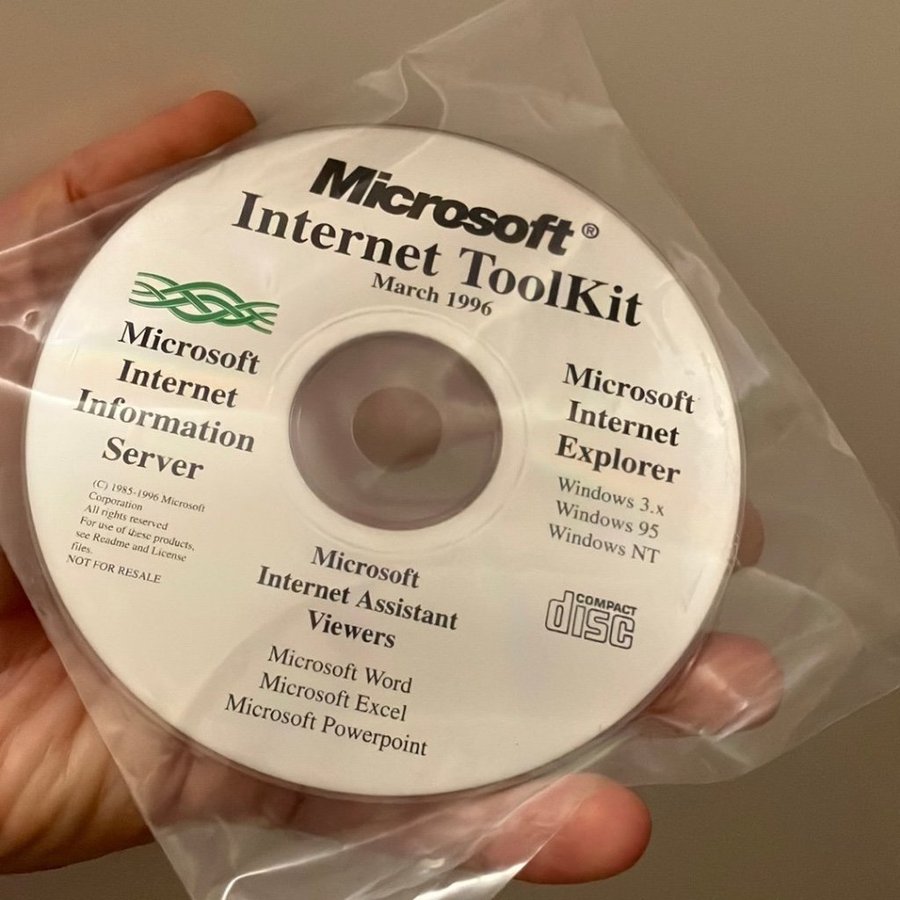 Microsoft®
Internet ToolKit
March 1996
Microsoft
Internet
Information
Server
(C) 1985-1996 Microsoft
Corporation
All rights reserved
For use of these products,
see Readme and License
files.
NOT FOR RESALE
Microsoft
Internet
Explorer
Windows 3.x
Windows 95
Windows NT
COMPACT
disc
Microsoft
Internet Assistant
Viewers
Microsoft Word
Microsoft Excel
Microsoft Powerpoint